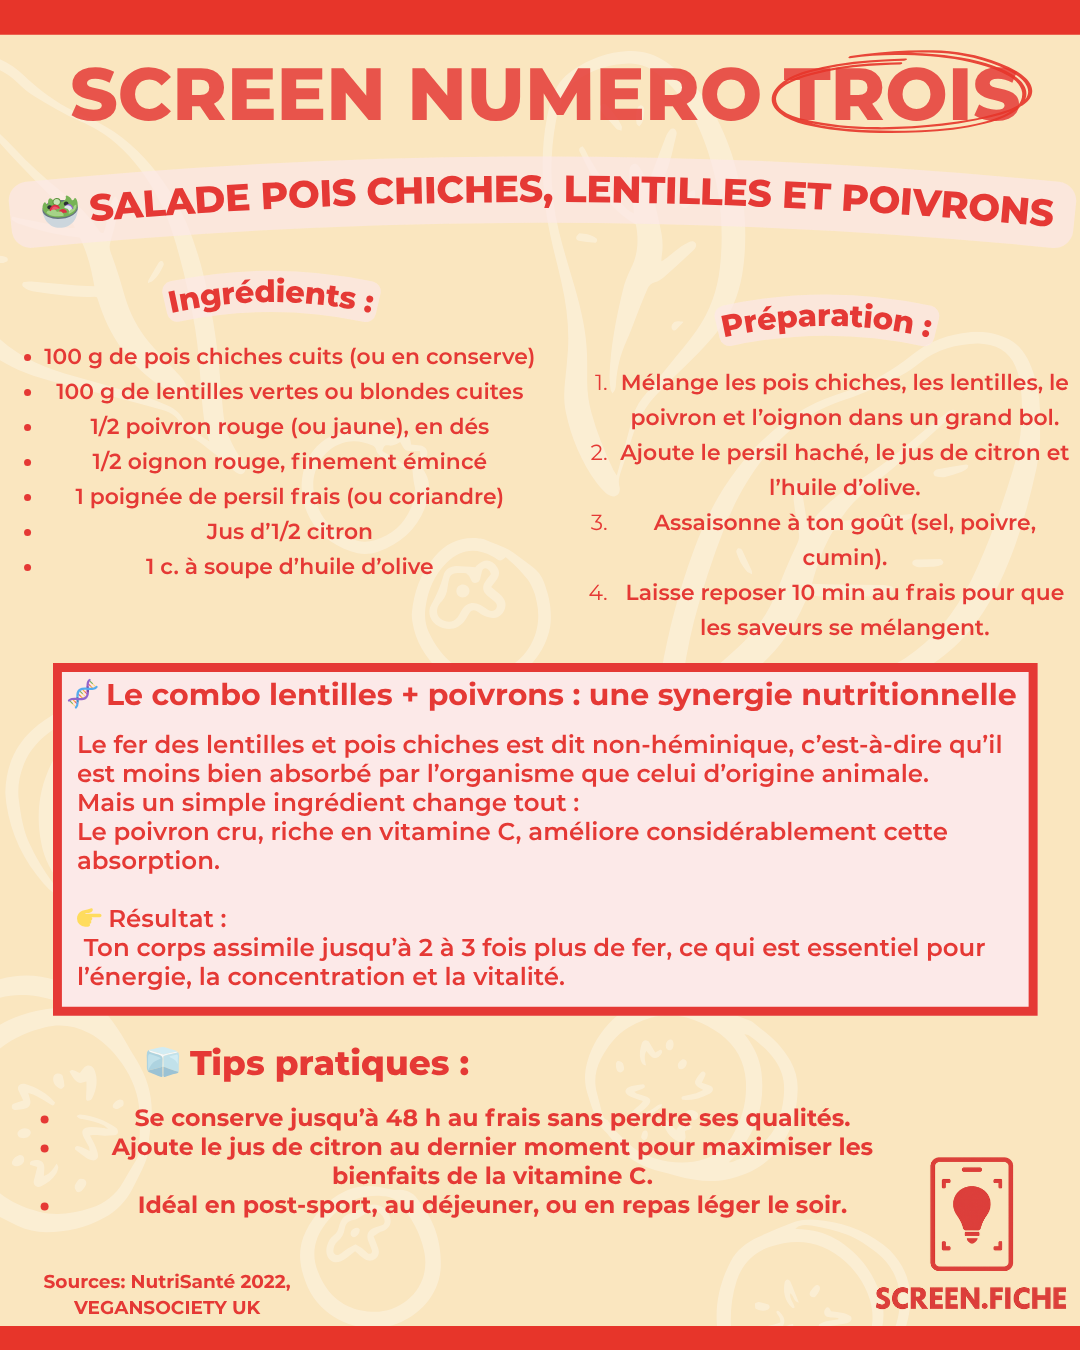 SCREEN NUMERO TROIS
🥗 SALADE POIS CHICHES, LENTILLES ET POIVRONS
Ingrédients :
• 100 g de pois chiches cuits (ou en conserve)
• 100 g de lentilles vertes ou blondes cuites
• 1/2 poivron rouge (ou jaune), en dés
• 1/2 oignon rouge, finement émincé
• 1 poignée de persil frais (ou coriandre)
• Jus d’1/2 citron
• 1 c. à soupe d’huile d’olive
Préparation :
1. Mélange les pois chiches, les lentilles, le
poivron et l’oignon dans un grand bol.
2. Ajoute le persil haché, le jus de citron et
l’huile d’olive.
3. Assaisonne à ton goût (sel, poivre,
cumin).
4. Laisse reposer 10 min au frais pour que
les saveurs se mélangent.
🧬 Le combo lentilles + poivrons : une synergie nutritionnelle
Le fer des lentilles et pois chiches est dit non-héminique, c’est-à-dire qu’il
est moins bien absorbé par l’organisme que celui d’origine animale.
Mais un simple ingrédient change tout :
Le poivron cru, riche en vitamine C, améliore considérablement cette
absorption.
👉 Résultat :
Ton corps assimile jusqu’à 2 à 3 fois plus de fer, ce qui est essentiel pour
l’énergie, la concentration et la vitalité.
🧊 Tips pratiques :
• Se conserve jusqu’à 48 h au frais sans perdre ses qualités.
• Ajoute le jus de citron au dernier moment pour maximiser les
bienfaits de la vitamine C.
• Idéal en post-sport, au déjeuner, ou en repas léger le soir.
Sources: NutriSanté 2022,
VEGANSOCIETY UK
SCREEN.FICHE